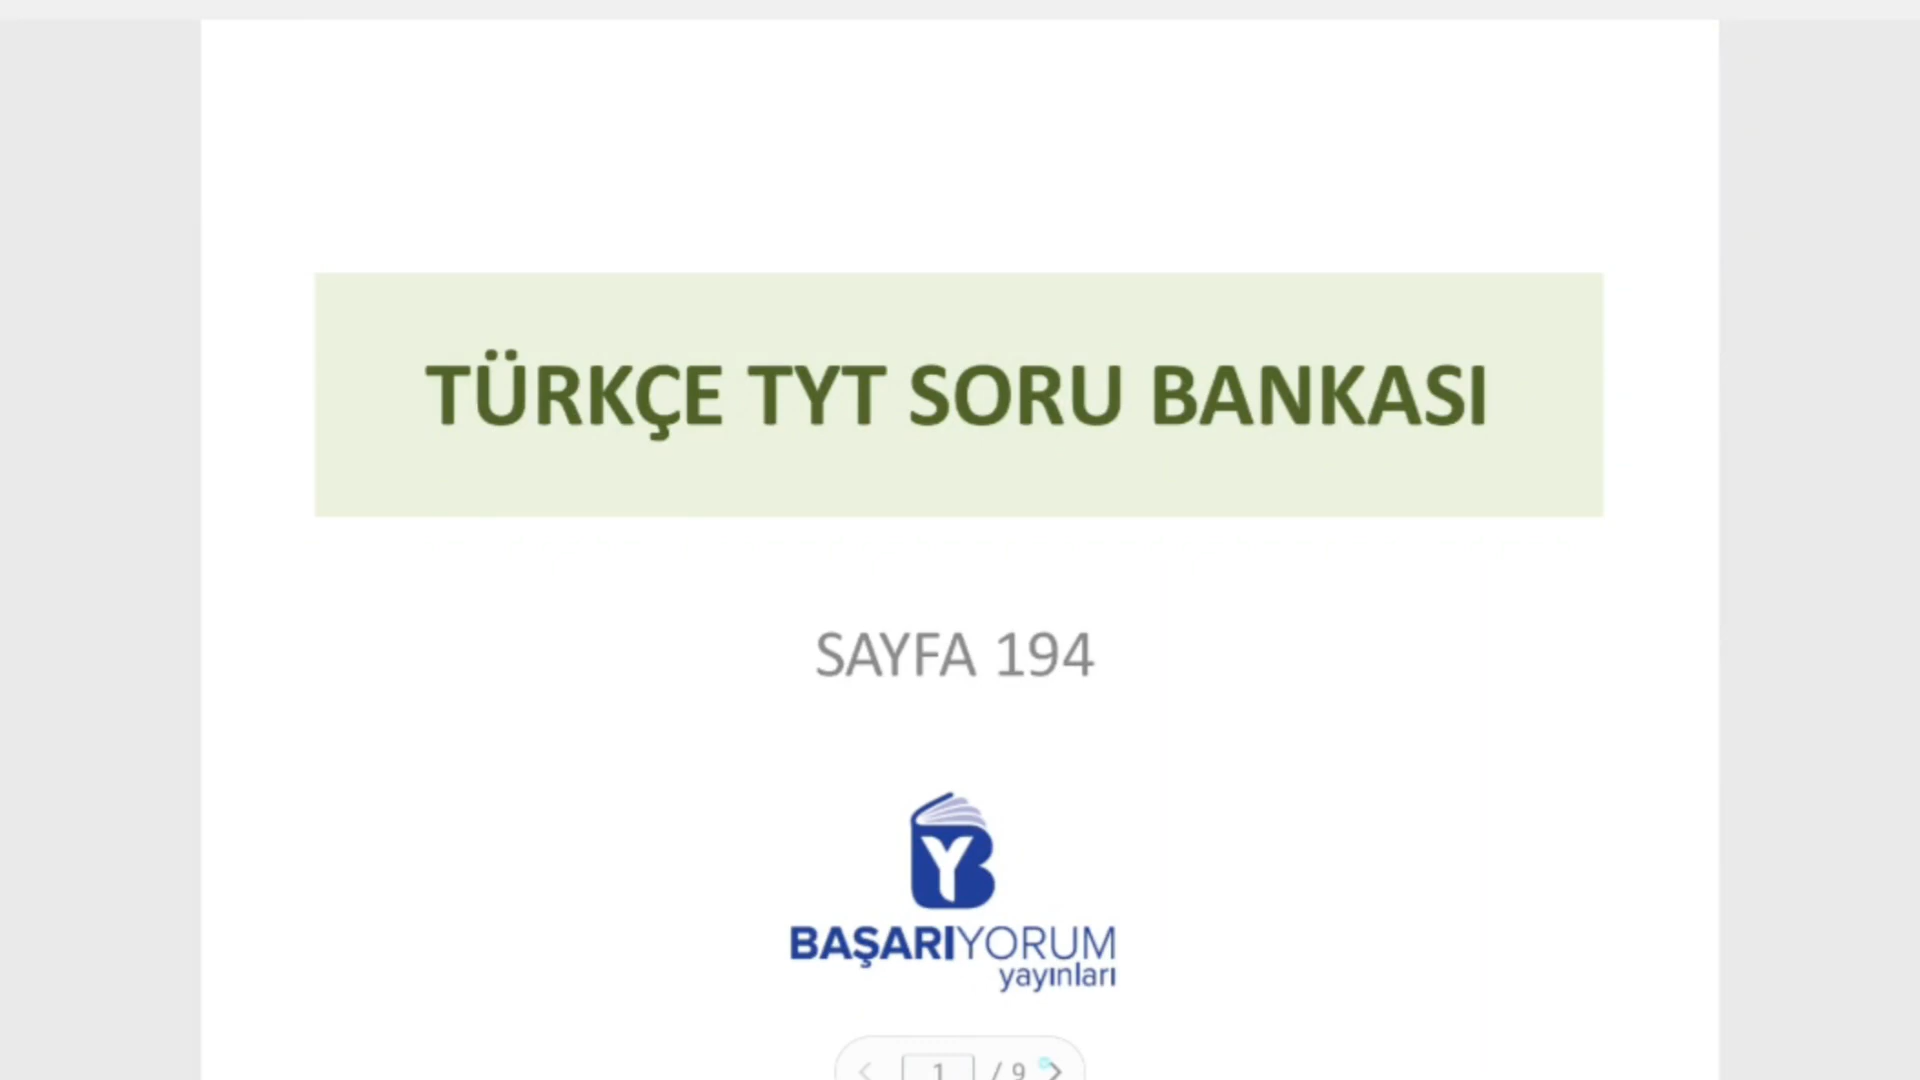 TÜRKÇE TYT SORU BANKASI
SAYFA 194
Y
BAŞARIYORUM
yayınları
< 1 / 9 >